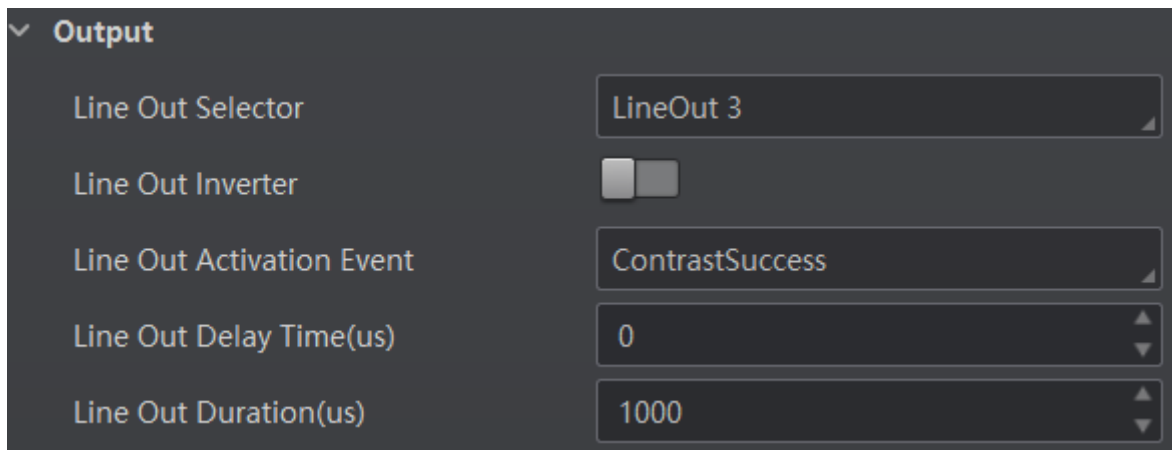 Output
Line Out Selector LineOut 3
Line Out Inverter
Line Out Activation Event ContrastSuccess
Line Out Delay Time(us) 0
Line Out Duration(us) 1000